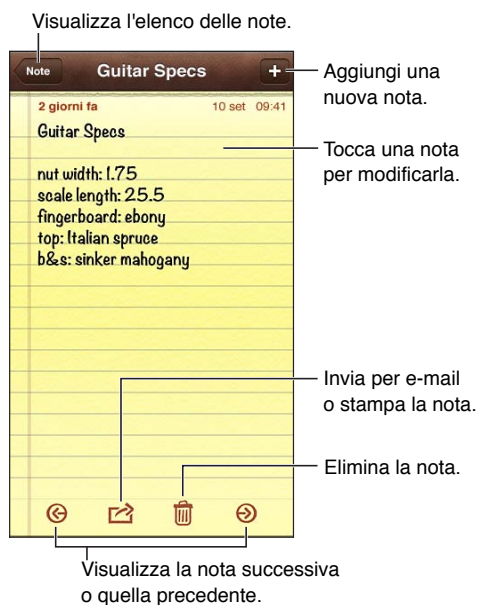 Visualizza l'elenco delle note.
Note
Guitar Specs
+
Aggiungi una
nuova nota.
2 giorni fa
10 set 09:41
Guitar Specs
Tocca una nota
per modificarla.
nut width: 1.75
scale length: 25.5
fingerboard: ebony
top: Italian spruce
b&s: sinker mahogany
Invia per e-mail
o stampa la nota.
Elimina la nota.
Visualizza la nota successiva
o quella precedente.